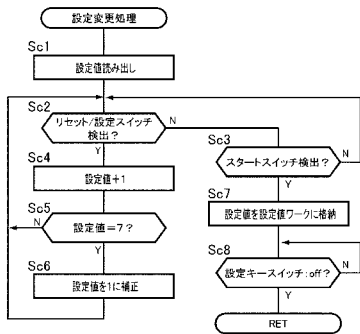 設定変更処理
Sc1
設定値読み出し
Sc2
リセット/設定スイッチ
検出?
N
Y
Sc3
スタートスイッチ検出?
N
Y
Sc4
設定値+1
Sc5
設定値=7?
N
Y
Sc6
設定値を1に補正
Sc7
設定値を設定値ワークに格納
Sc8
設定キースイッチ:off?
N
Y
RET